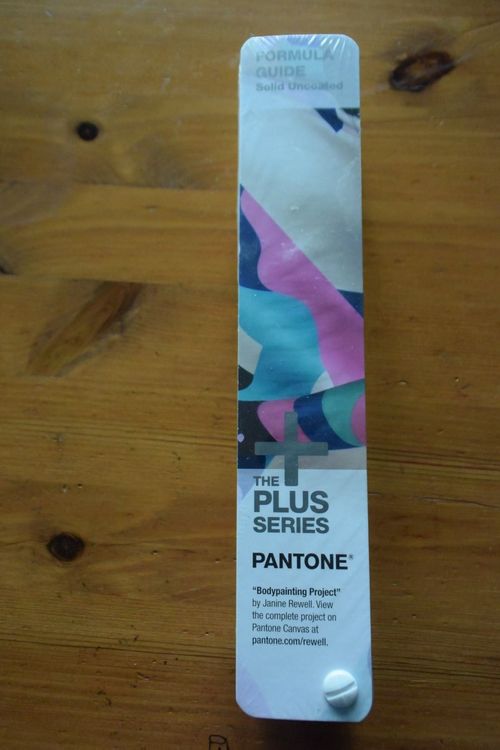 FORMULA
GUIDE
Solid Uncoated
THE
PLUS
SERIES
PANTONE®
"Bodypainting Project"
by Janine Rewell. View
the complete project on
Pantone Canvas at
pantone.com/rewell.